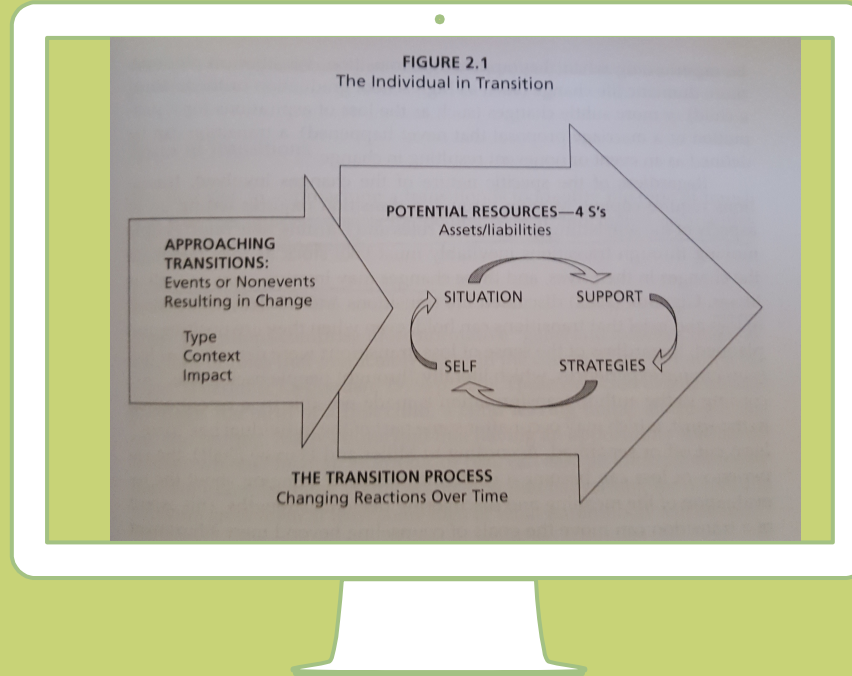 FIGURE 2.1
The Individual in Transition
APPROACHING
TRANSITIONS:
Events or Nonevents
Resulting in Change
Type
Context
Impact
POTENTIAL RESOURCES—4 S's
Assets/liabilities
SITUATION
SUPPORT
SELF
STRATEGIES
THE TRANSITION PROCESS
Changing Reactions Over Time